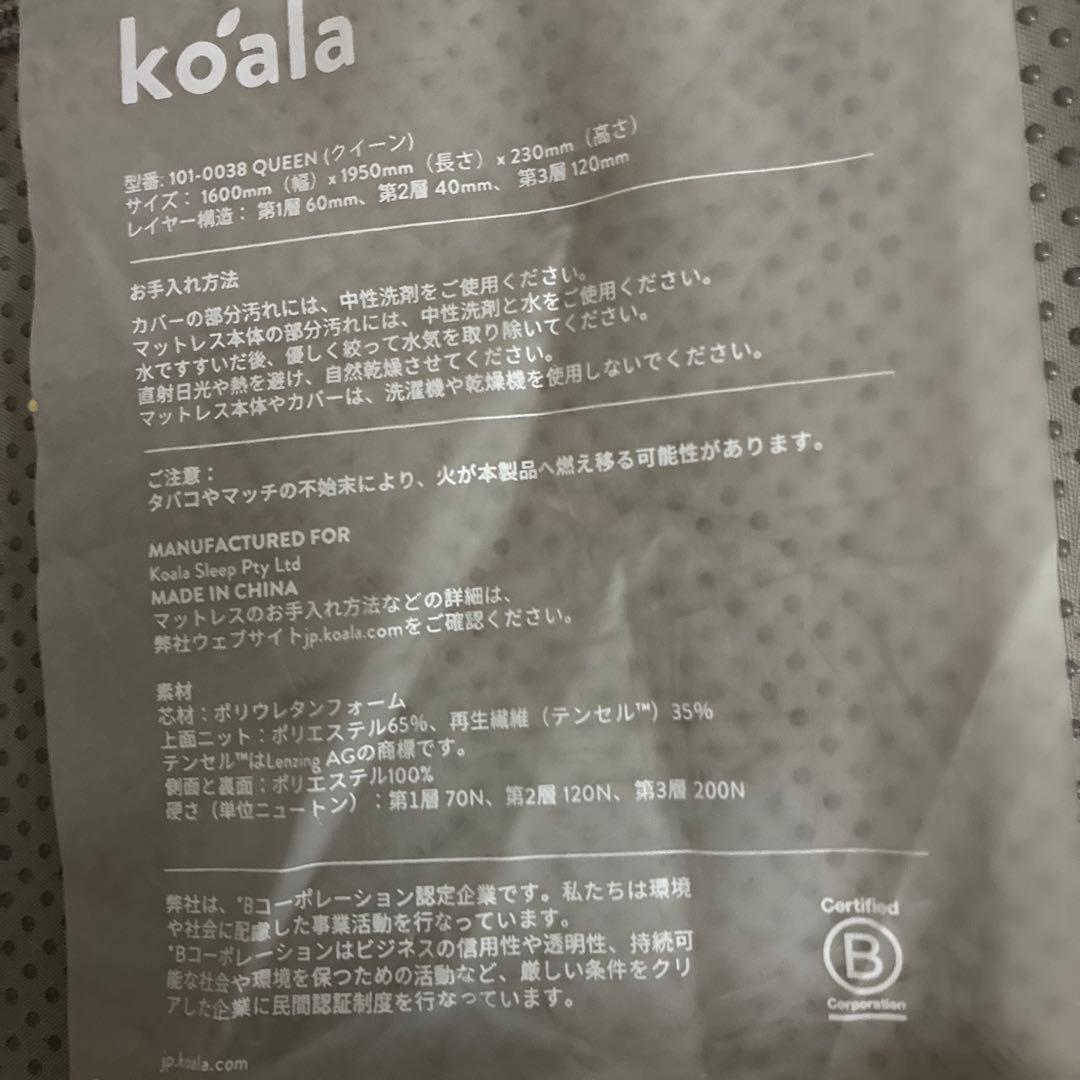 koala
型番: 101-0038 QUEEN (クイーン)
サイズ： 1600mm（幅）x 1950mm（長さ）x 230mm（高さ）
レイヤー構造： 第1層 60mm、第2層 40mm、 第3層 120mm
お手入れ方法
カバーの部分汚れには、中性洗剤をご使用ください。
マットレス本体の部分汚れには、中性洗剤と水をご使用ください。
水ですすいだ後、優しく絞って水気を取り除いてください。
直射日光や熱を避け、自然乾燥させてください。
マットレス本体やカバーは、洗濯機や乾燥機を使用しないでください。
ご注意：
タバコやマッチの不始末により、火が本製品へ燃え移る可能性があります。
MANUFACTURED FOR
Koala Sleep Pty Ltd
MADE IN CHINA
マットレスのお手入れ方法などの詳細は、
弊社ウェブサイトjp.koala.comをご確認ください。
素材
芯材：ポリウレタンフォーム
上面ニット：ポリエステル65%、再生繊維（テンセル™）35%
テンセル™はLenzing AGの商標です。
側面と裏面：ポリエステル100%
硬さ（単位ニュートン）：第1層 70N、第2層 120N、第3層 200N
弊社は、*Bコーポレーション認定企業です。私たちは環境
や社会に配慮した事業活動を行なっています。
*Bコーポレーションはビジネスの信用性や透明性、持続可
能な社会や環境を保つための活動など、厳しい条件をクリ
アした企業に民間認証制度を行なっています。
Certified
B
Corporation
jp.koala.com